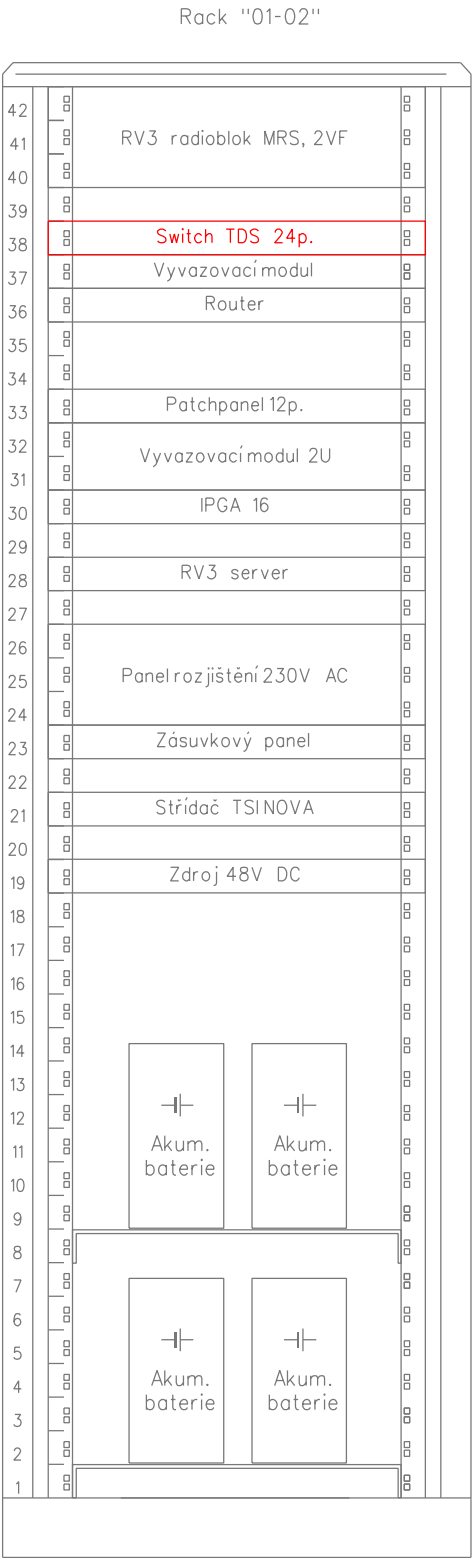 Rack "01-02"
42
41 RV3 radioblok MRS, 2VF
40
39
38 Switch TDS 24p.
37 Vyvazovací modul
36 Router
35
34
33 Patchpanel 12p.
32
Vyvazovací modul 2U
31
30 IPGA 16
29
28 RV3 server
27
26
25 Panel rozjištění 230V AC
24
23 Zásuvkový panel
22
21 Střídač TSINOVA
20
19 Zdroj 48V DC
18
17
16
15
14
13
12
11 Akum. Akum.
baterie baterie
10
9
8
7
6
5
4 Akum. Akum.
baterie baterie
3
2
1